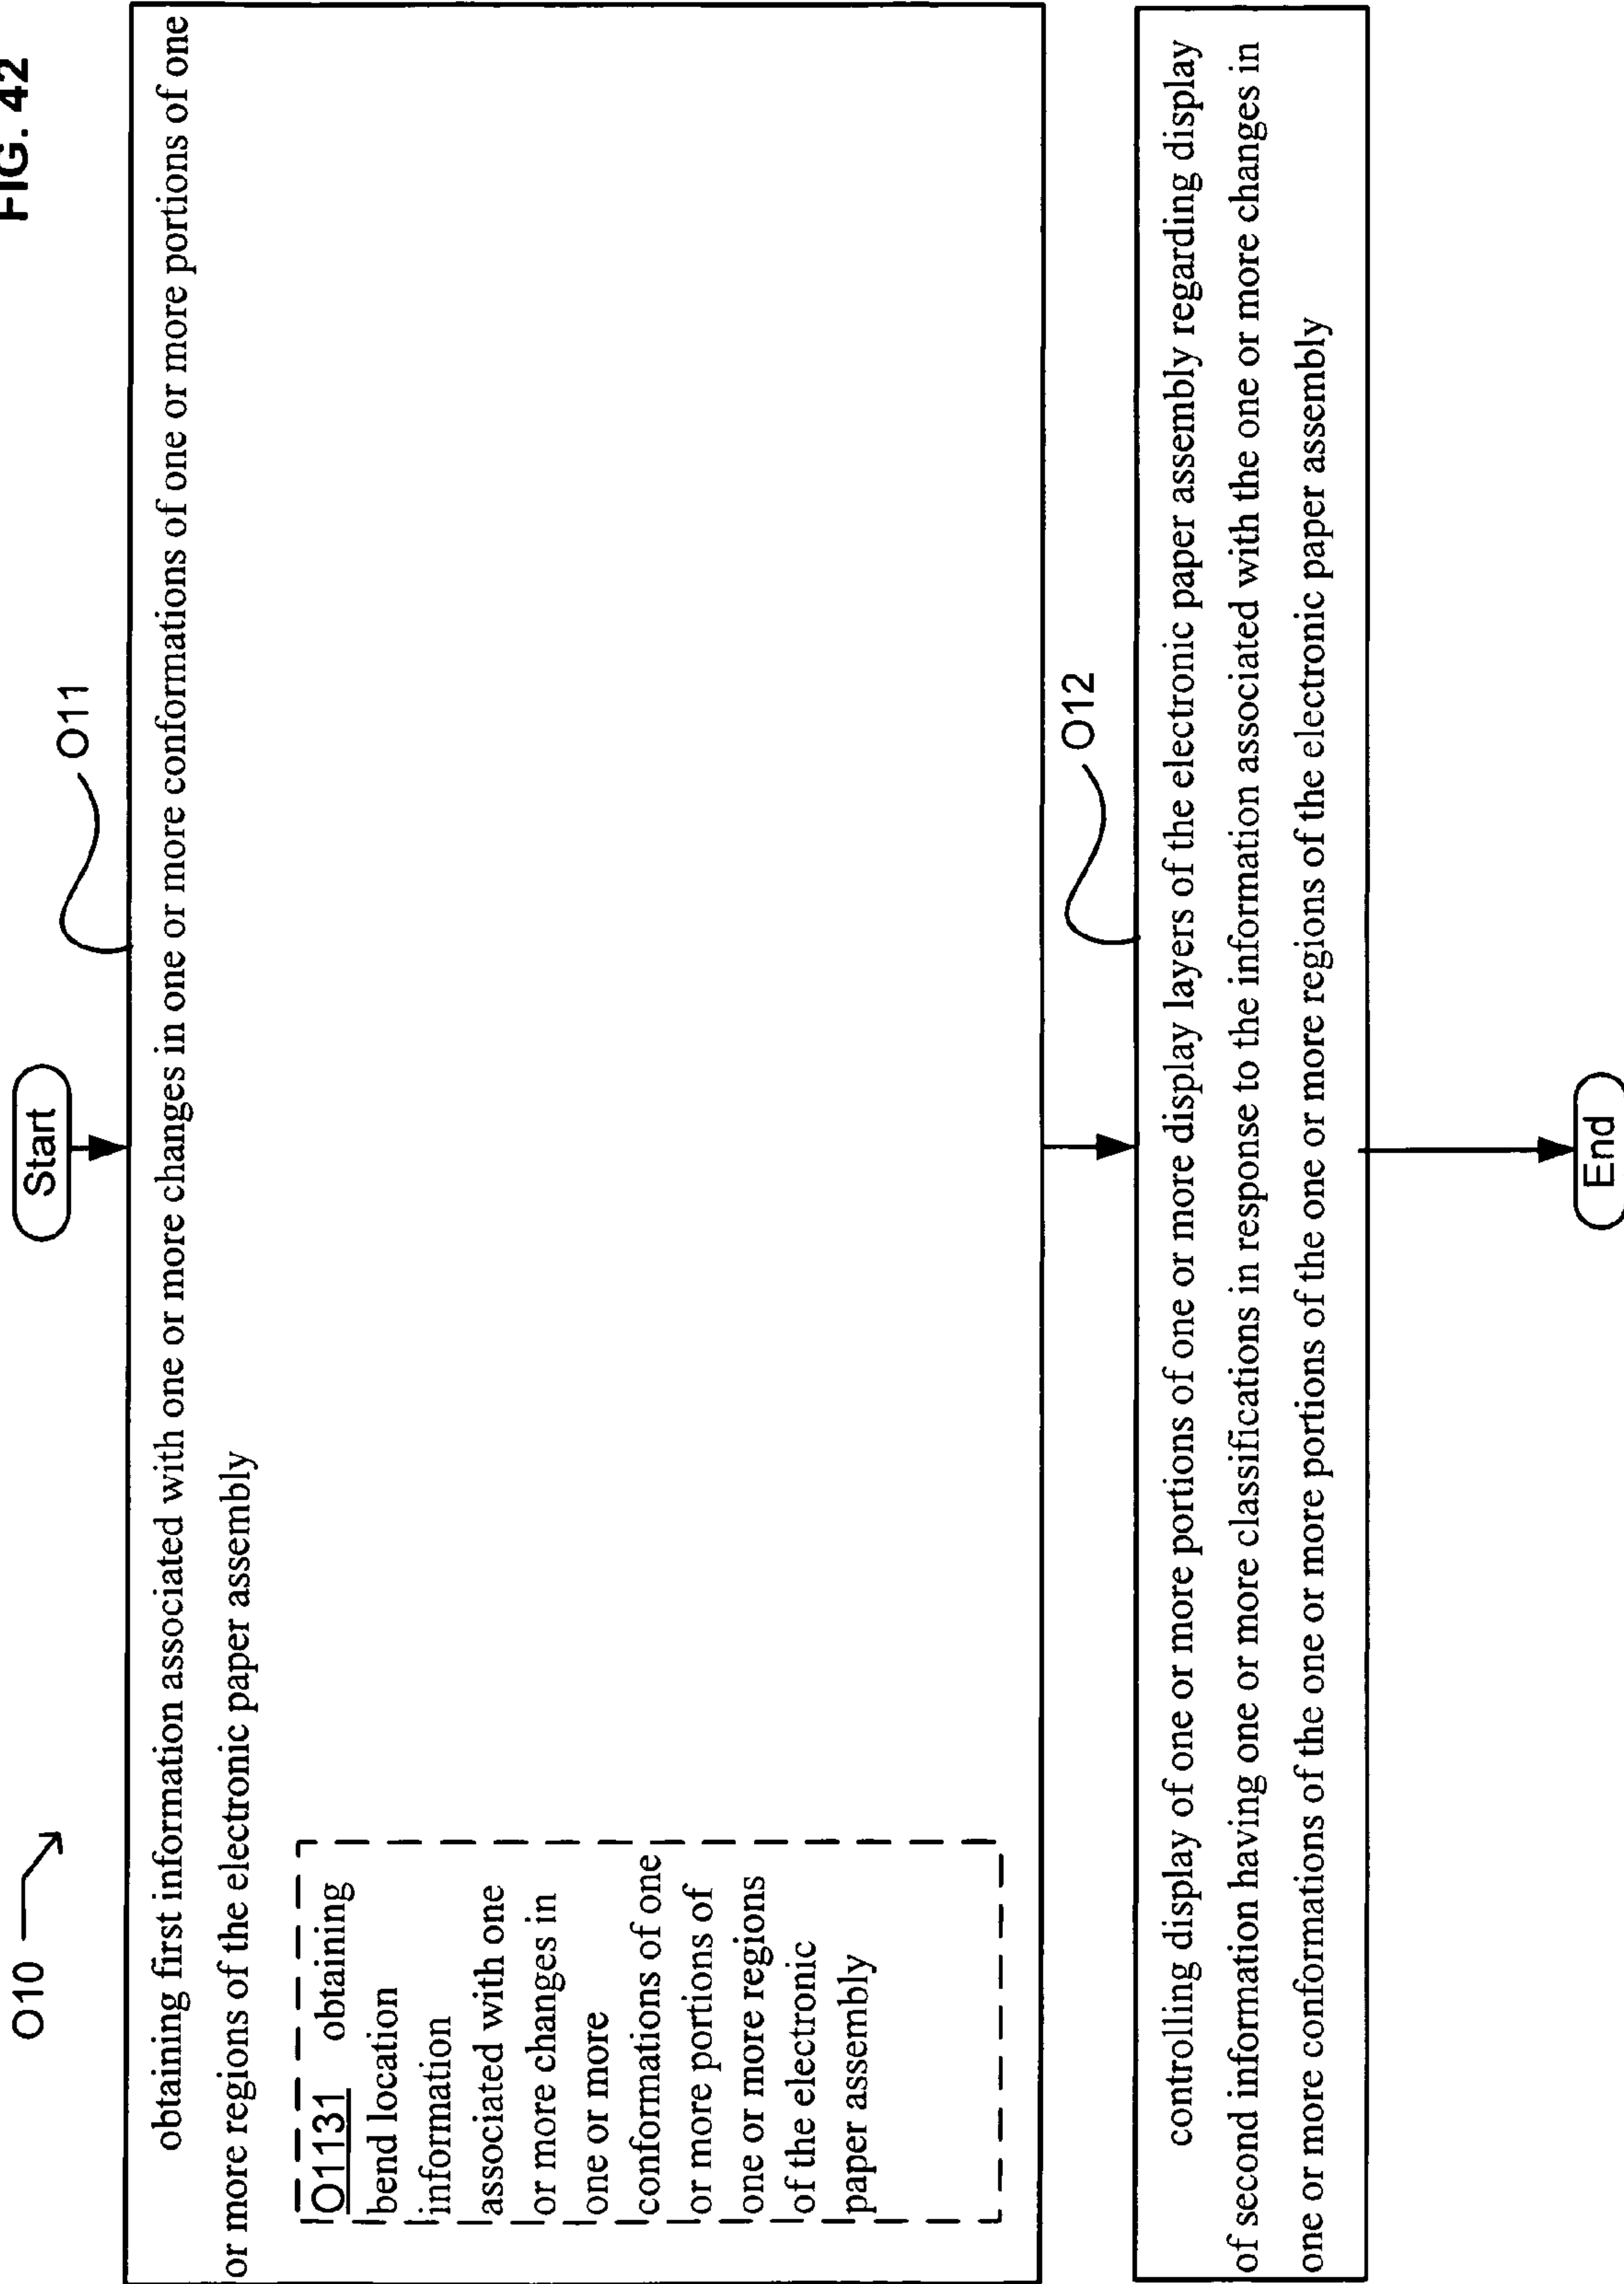 FIG. 42
O10
Start
O11
obtaining first information associated with one or more changes in one or more conformations of one or more portions of one
or more regions of the electronic paper assembly
O1131 obtaining
bend location
information
associated with one
or more changes in
one or more
conformations of one
or more portions of
one or more regions
of the electronic
paper assembly
O12
controlling display of one or more portions of one or more display layers of the electronic paper assembly regarding display
of second information having one or more classifications in response to the information associated with the one or more changes in
one or more conformations of the one or more portions of the one or more regions of the electronic paper assembly
End